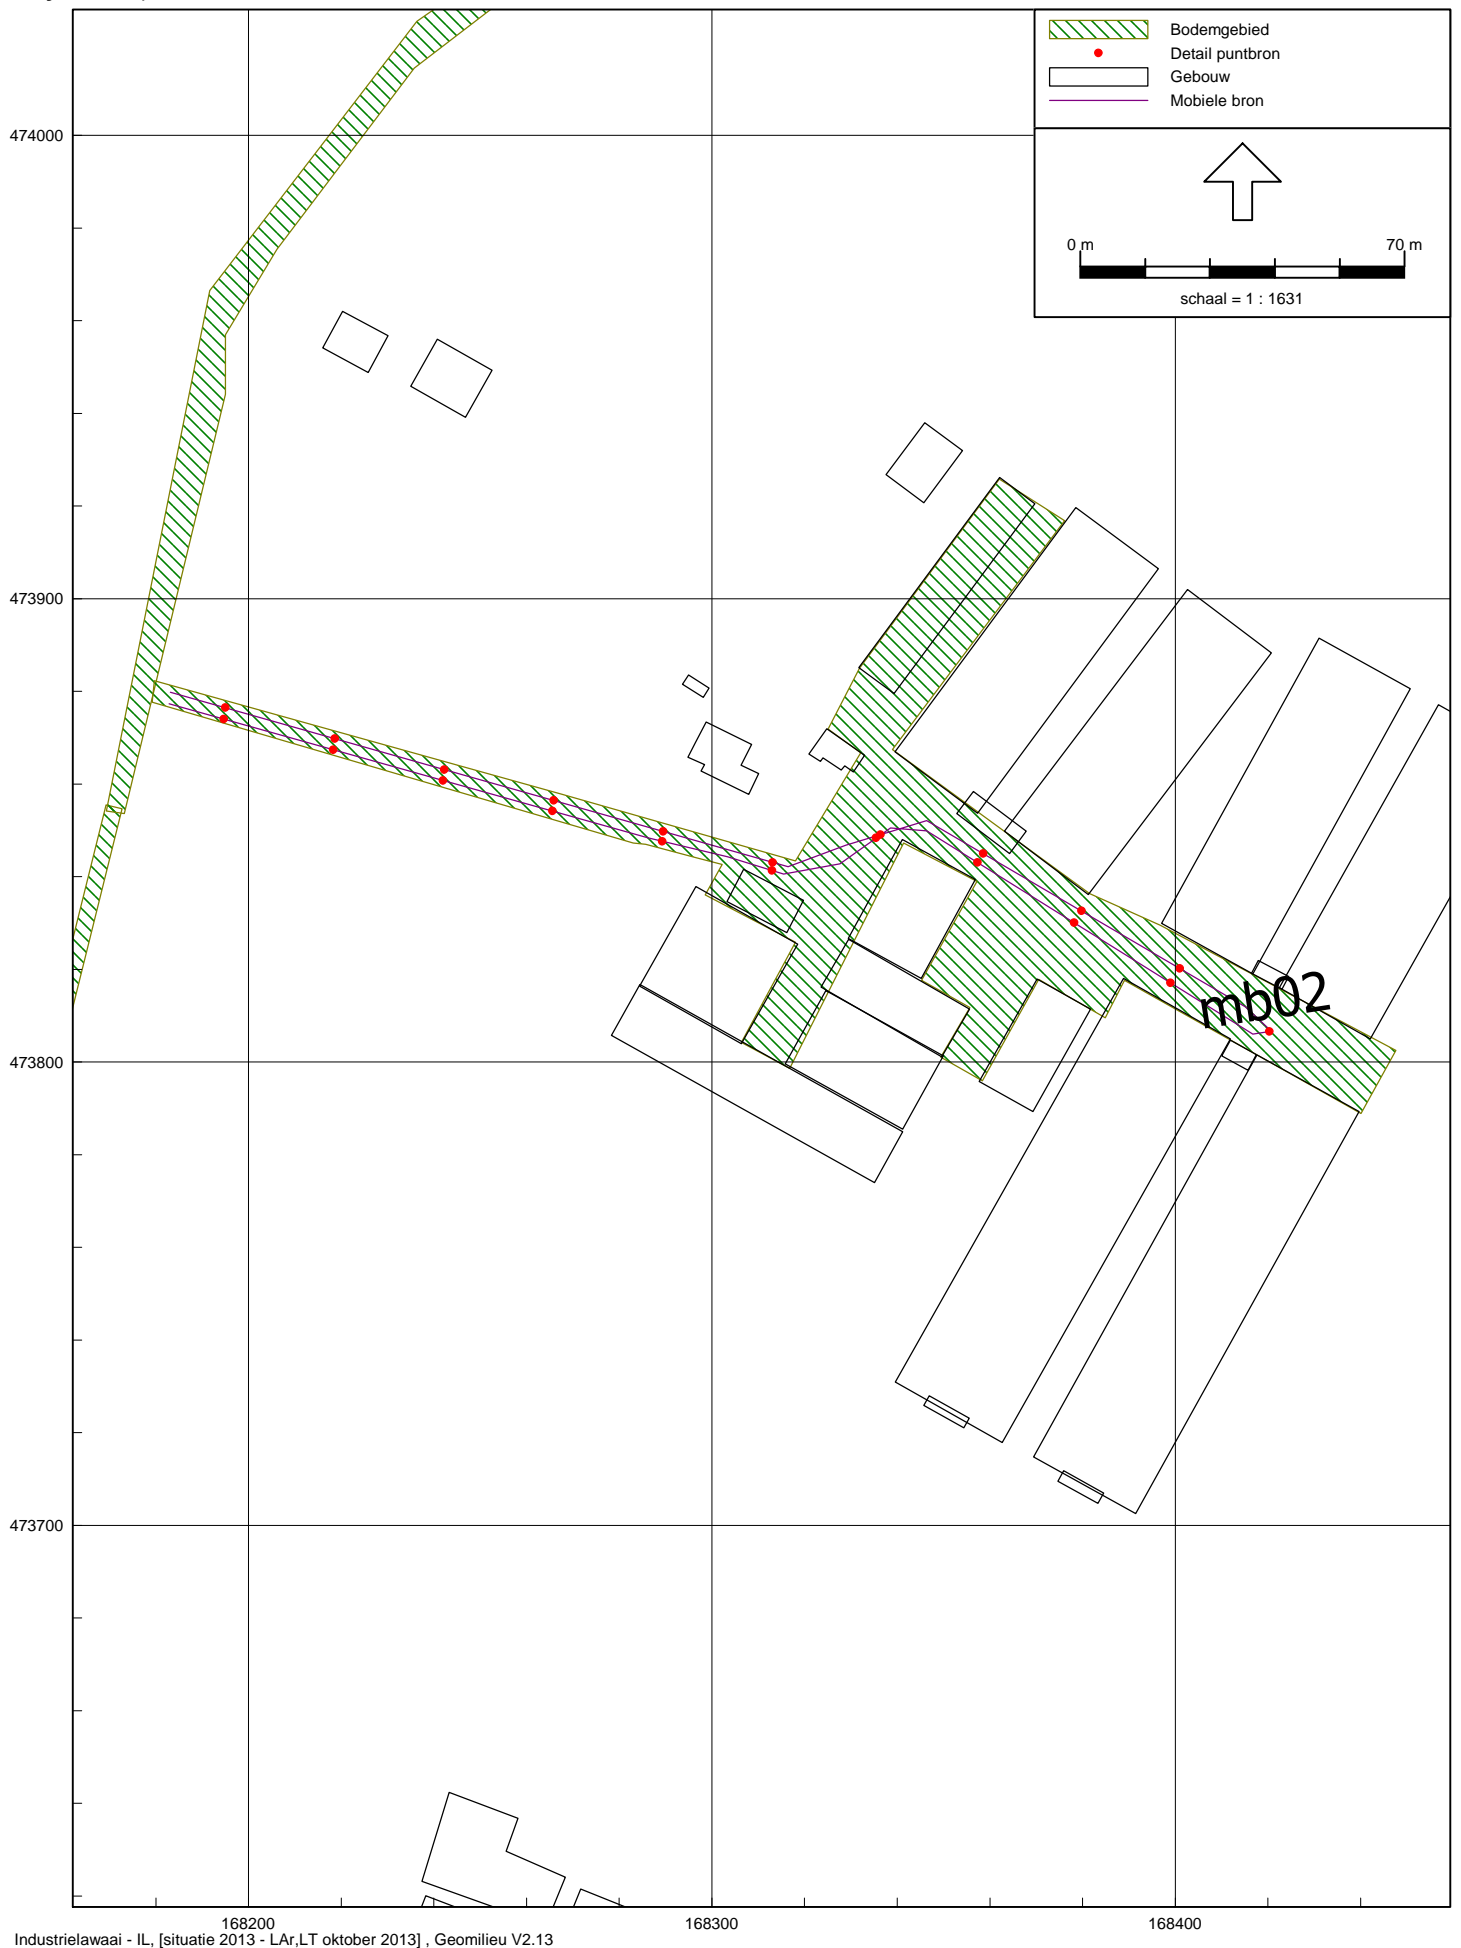 Bodemgebied
Detail puntbron
Gebouw
Mobiele bron
0 m 70 m
schaal = 1 : 1631
474000
473900
mb02
473800
473700
168200 168300 168400
Industrielawaai - IL, [situatie 2013 - LAr,LT oktober 2013] , Geomilieu V2.13